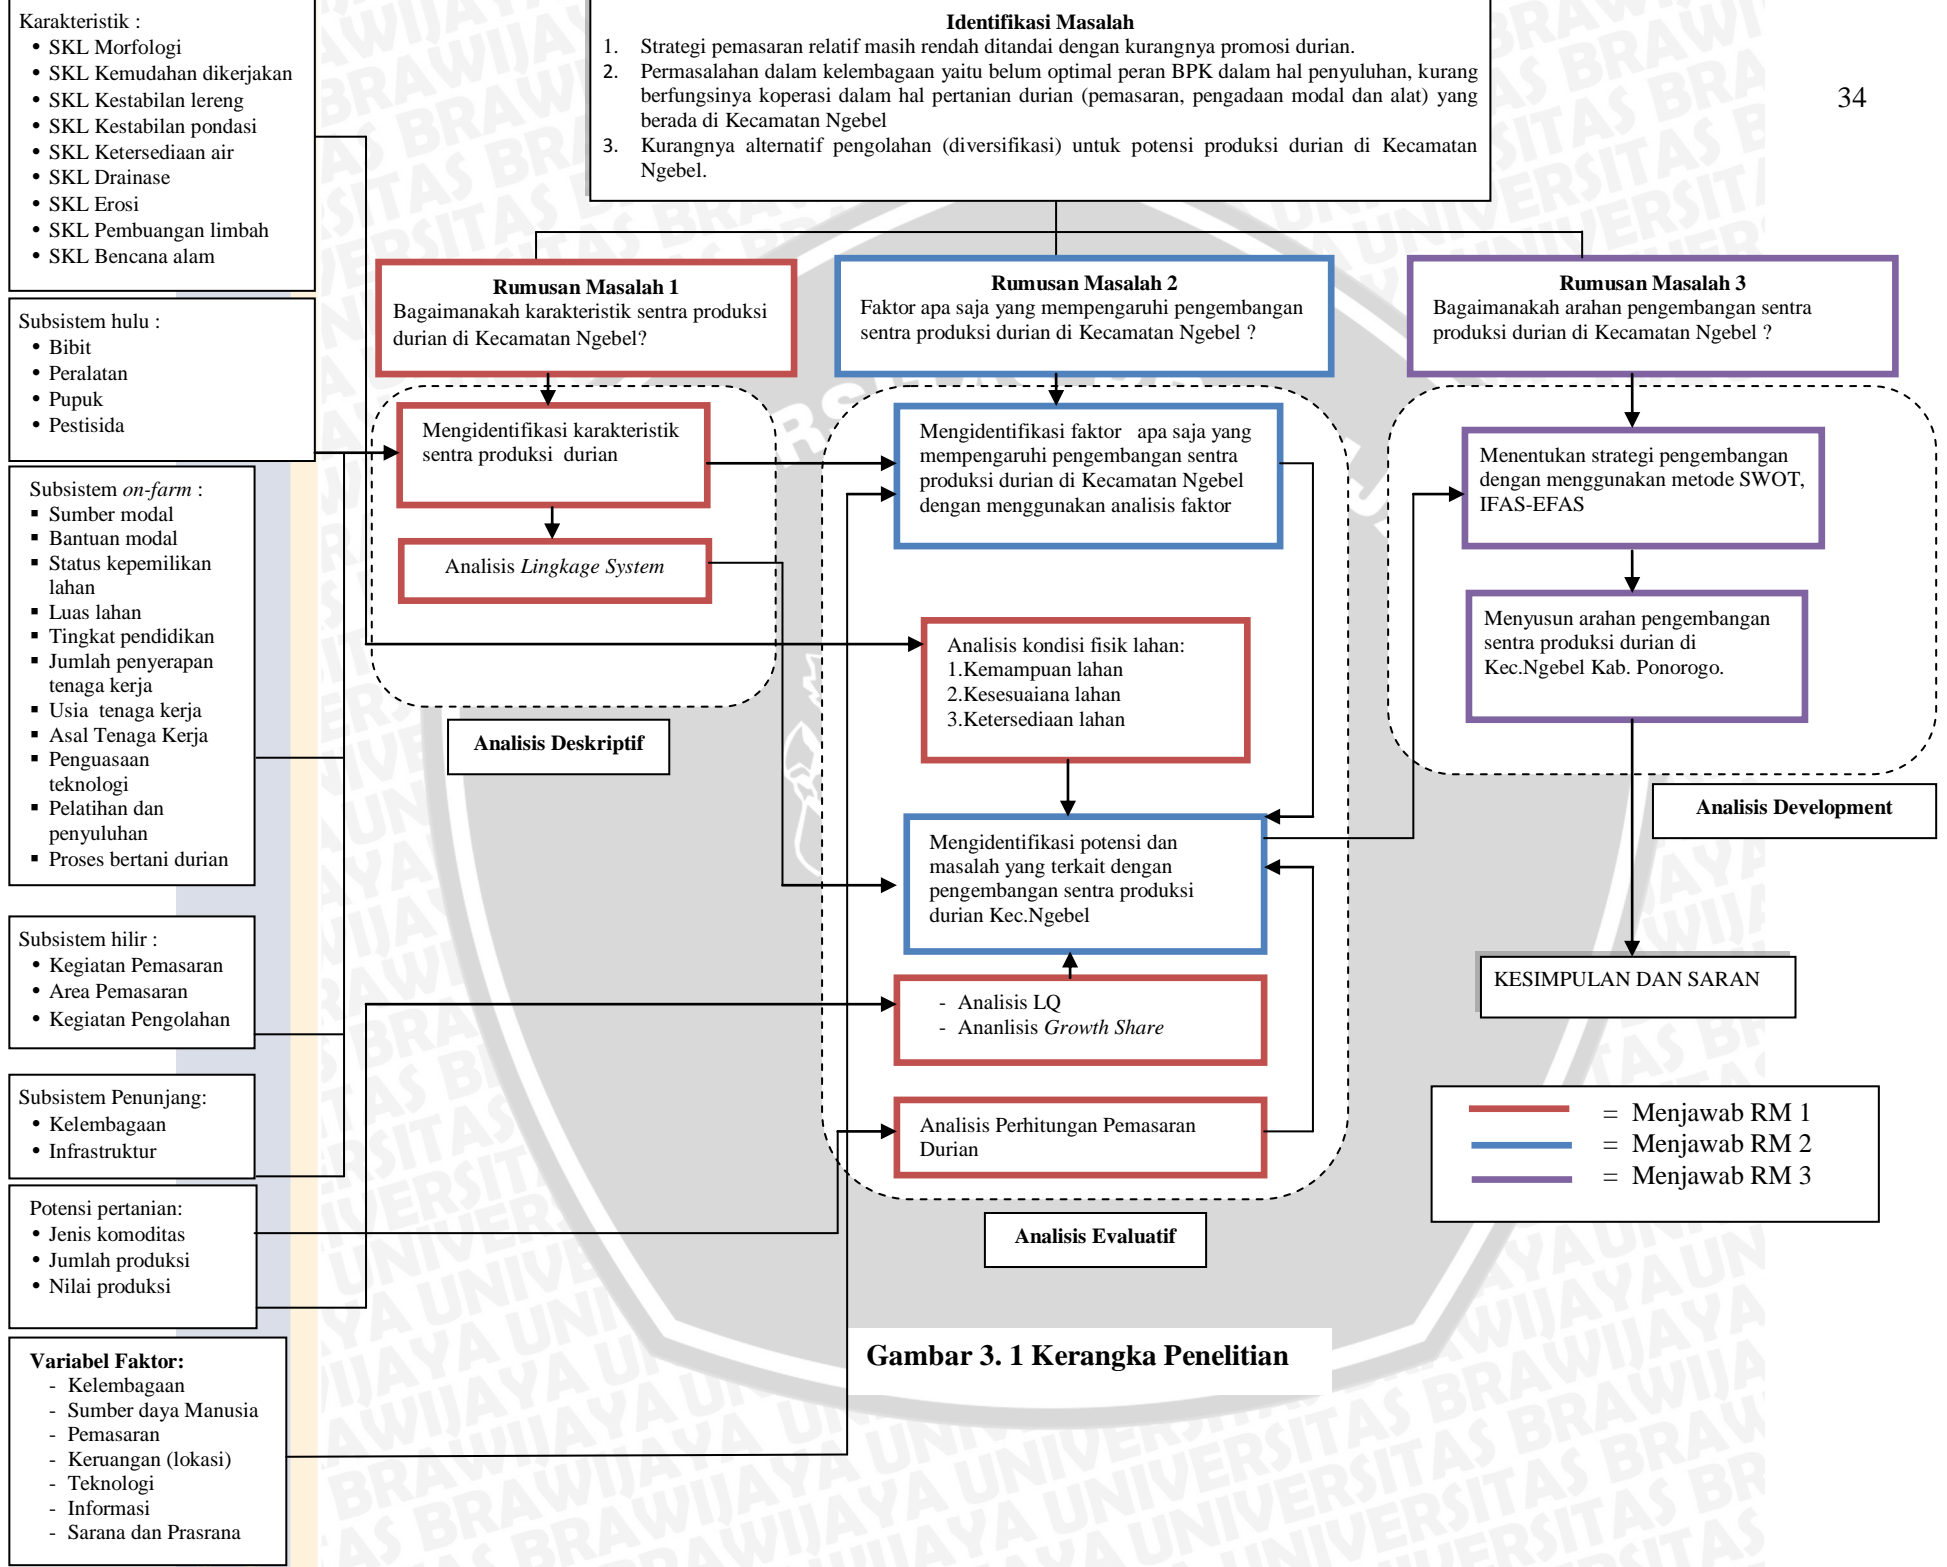 34
Karakteristik :
• SKL Morfologi
• SKL Kemudahan dikerjakan
• SKL Kestabilan lereng
• SKL Kestabilan pondasi
• SKL Ketersediaan air
• SKL Drainase
• SKL Erosi
• SKL Pembuangan limbah
• SKL Bencana alam
Subsistem hulu :
• Bibit
• Peralatan
• Pupuk
• Pestisida
Subsistem on-farm :
▪ Sumber modal
▪ Bantuan modal
▪ Status kepemilikan
lahan
▪ Luas lahan
▪ Tingkat pendidikan
▪ Jumlah penyerapan
tenaga kerja
▪ Usia tenaga kerja
▪ Asal Tenaga Kerja
▪ Penguasaan
teknologi
▪ Pelatihan dan
penyuluhan
▪ Proses bertani durian
Subsistem hilir :
• Kegiatan Pemasaran
• Area Pemasaran
• Kegiatan Pengolahan
Subsistem Penunjang:
• Kelembagaan
• Infrastruktur
Potensi pertanian:
• Jenis komoditas
• Jumlah produksi
• Nilai produksi
Variabel Faktor:
- Kelembagaan
- Sumber daya Manusia
- Pemasaran
- Keruangan (lokasi)
- Teknologi
- Informasi
- Sarana dan Prasrana
Identifikasi Masalah
1. Strategi pemasaran relatif masih rendah ditandai dengan kurangnya promosi durian.
2. Permasalahan dalam kelembagaan yaitu belum optimal peran BPK dalam hal penyuluhan, kurang
berfungsinya koperasi dalam hal pertanian durian (pemasaran, pengadaan modal dan alat) yang
berada di Kecamatan Ngebel
3. Kurangnya alternatif pengolahan (diversifikasi) untuk potensi produksi durian di Kecamatan
Ngebel.
Rumusan Masalah 1
Bagaimanakah karakteristik sentra produksi
durian di Kecamatan Ngebel?
Mengidentifikasi karakteristik
sentra produksi durian
Analisis Lingkage System
Analisis Deskriptif
Rumusan Masalah 2
Faktor apa saja yang mempengaruhi pengembangan
sentra produksi durian di Kecamatan Ngebel ?
Mengidentifikasi faktor apa saja yang
mempengaruhi pengembangan sentra
produksi durian di Kecamatan Ngebel
dengan menggunakan analisis faktor
Analisis kondisi fisik lahan:
1.Kemampuan lahan
2.Kesesuaiana lahan
3.Ketersediaan lahan
Mengidentifikasi potensi dan
masalah yang terkait dengan
pengembangan sentra produksi
durian Kec.Ngebel
- Analisis LQ
- Ananlisis Growth Share
Analisis Perhitungan Pemasaran
Durian
Analisis Evaluatif
Rumusan Masalah 3
Bagaimanakah arahan pengembangan sentra
produksi durian di Kecamatan Ngebel ?
Menentukan strategi pengembangan
dengan menggunakan metode SWOT,
IFAS-EFAS
Menyusun arahan pengembangan
sentra produksi durian di
Kec.Ngebel Kab. Ponorogo.
Analisis Development
KESIMPULAN DAN SARAN
= Menjawab RM 1
= Menjawab RM 2
= Menjawab RM 3
Gambar 3. 1 Kerangka Penelitian